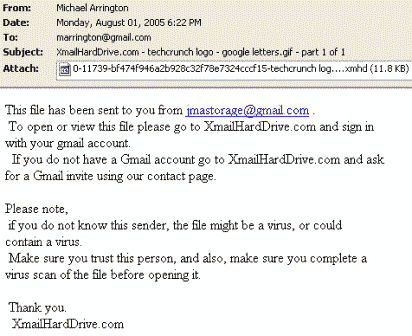 From: Michael Arrington
Date: Monday, August 01, 2005 6:22 PM
To: marrington@gmail.com
Subject: XmailHardDrive.com - techcrunch logo - google letters.gif - part 1 of 1
Attach: 0-11739-bf474f946a2b928c32f78e7324cccf15-techcrunch log....xmhd (11.8 KB)
This file has been sent to you from jmastorage@gmail.com .
To open or view this file please go to XmailHardDrive.com and sign in
with your gmail account.
If you do not have a Gmail account go to XmailHardDrive.com and ask
for a Gmail invite using our contact page.
Please note,
if you do not know this sender, the file might be a virus, or could
contain a virus.
Make sure you trust this person, and also, make sure you complete a
virus scan of the file before opening it.
Thank you.
XmailHardDrive.com